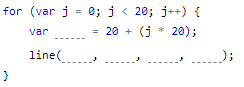 for (var j = 0; j < 20; j++) {
var _____ = 20 + (j * 20);
line(_____, _____, _____, _____);
}